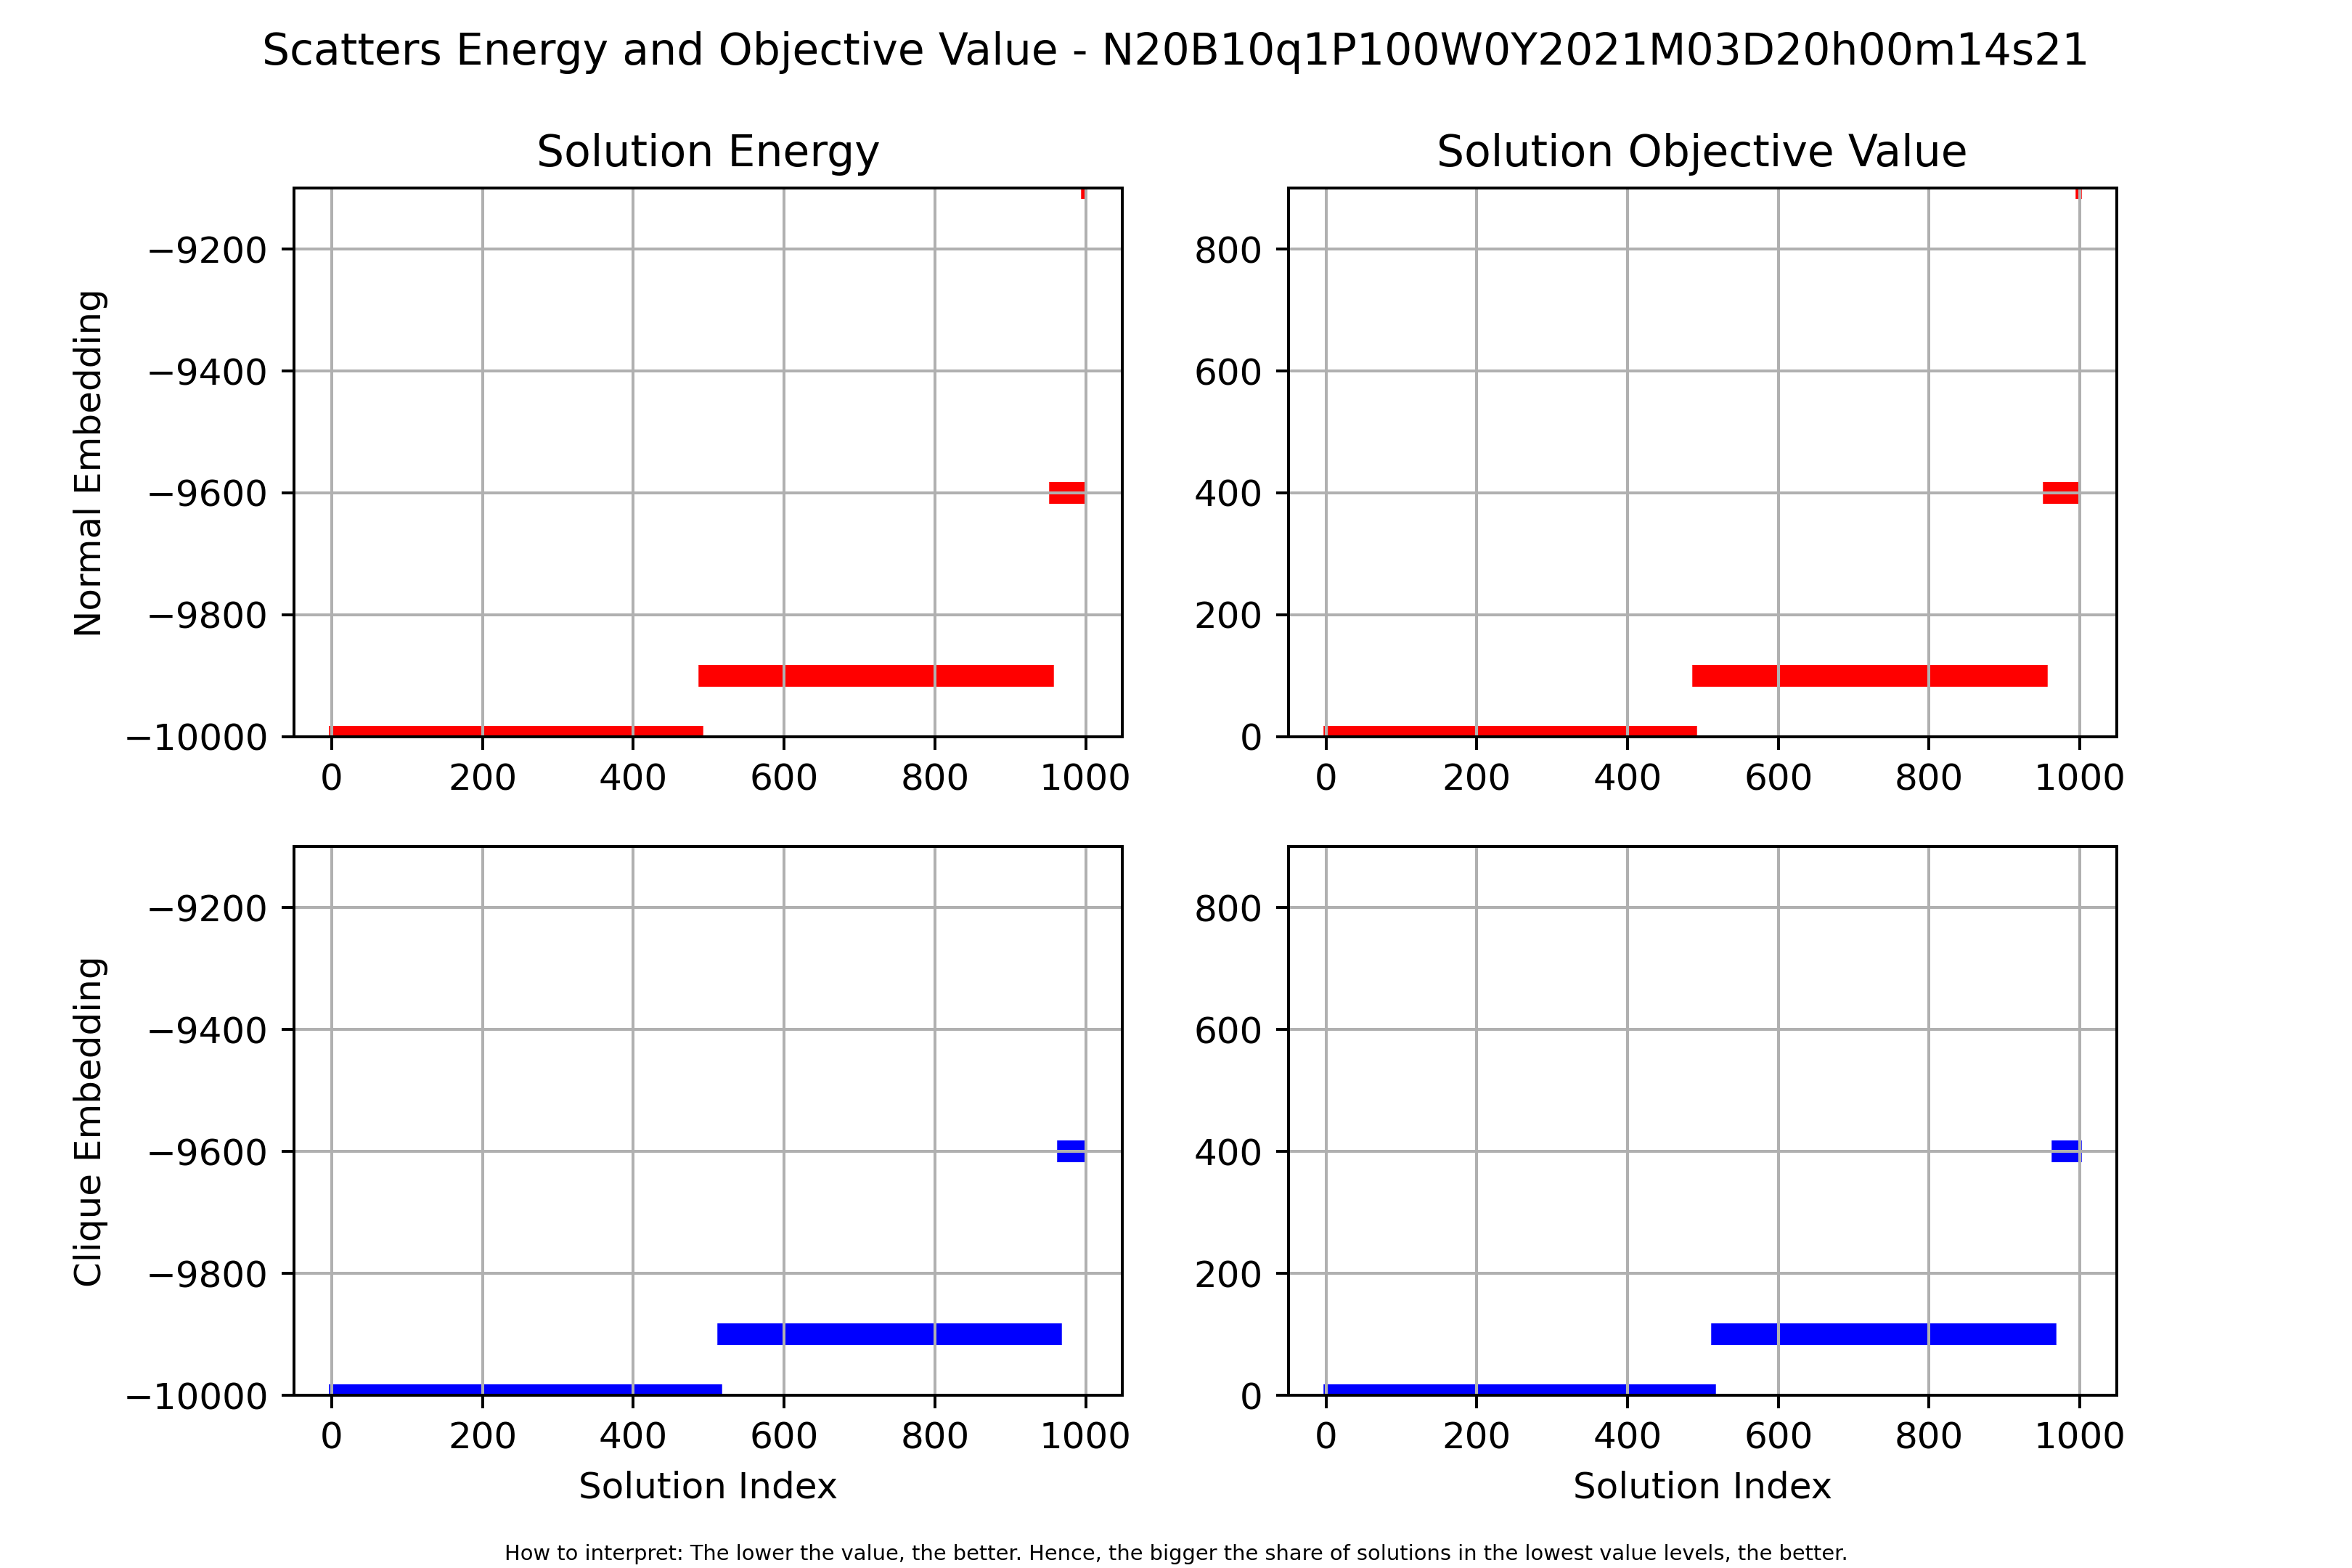 Scatters Energy and Objective Value - N20B10q1P100W0Y2021M03D20h00m14s21
Solution Energy
Solution Objective Value
Normal Embedding
−9200
−9400
−9600
−9800
−10000
0 200 400 600 800 1000
800
600
400
200
0
0 200 400 600 800 1000
Clique Embedding
−9200
−9400
−9600
−9800
−10000
0 200 400 600 800 1000
Solution Index
800
600
400
200
0
0 200 400 600 800 1000
Solution Index
How to interpret: The lower the value, the better. Hence, the bigger the share of solutions in the lowest value levels, the better.